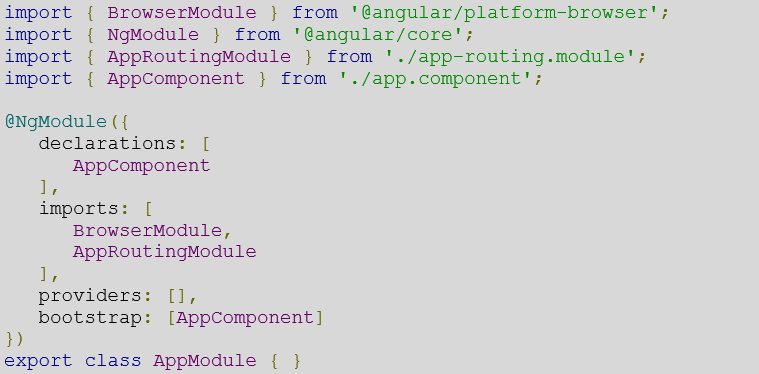 import { BrowserModule } from '@angular/platform-browser';
import { NgModule } from '@angular/core';
import { AppRoutingModule } from './app-routing.module';
import { AppComponent } from './app.component';

@NgModule({
   declarations: [
      AppComponent
   ],
   imports: [
      BrowserModule,
      AppRoutingModule
   ],
   providers: [],
   bootstrap: [AppComponent]
})
export class AppModule { }